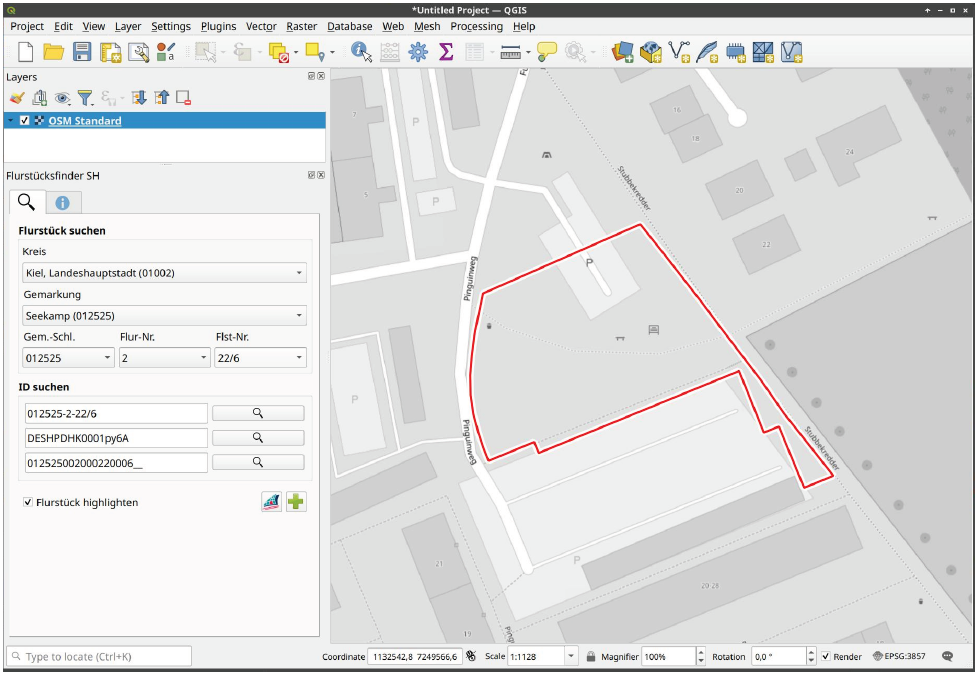 *Untitled Project — QGIS
Project Edit View Layer Settings Plugins Vector Raster Database Web Mesh Processing Help
Layers
OSM Standard
Flurstücksfinder SH
Flurstück suchen
Kreis
Kiel, Landeshauptstadt (01002)
Gemarkung
Seekamp (012525)
Gem.-Schl. Flur-Nr. Flst-Nr.
012525 2 22/6
ID suchen
012525-2-22/6
DESHPDHK0001py6A
012525002000220006__
Flurstück highlighten
7
P
16
18
24
5
P
Stubbekredder
20
22
Pinguinweg
P
P
Pinguinweg
Stubbekredder
P
21
20-28
19
Type to locate (Ctrl+K)
Coordinate 1132542,8 7249566,6 Scale 1:1128 Magnifier 100% Rotation 0,0 ° Render EPSG:3857